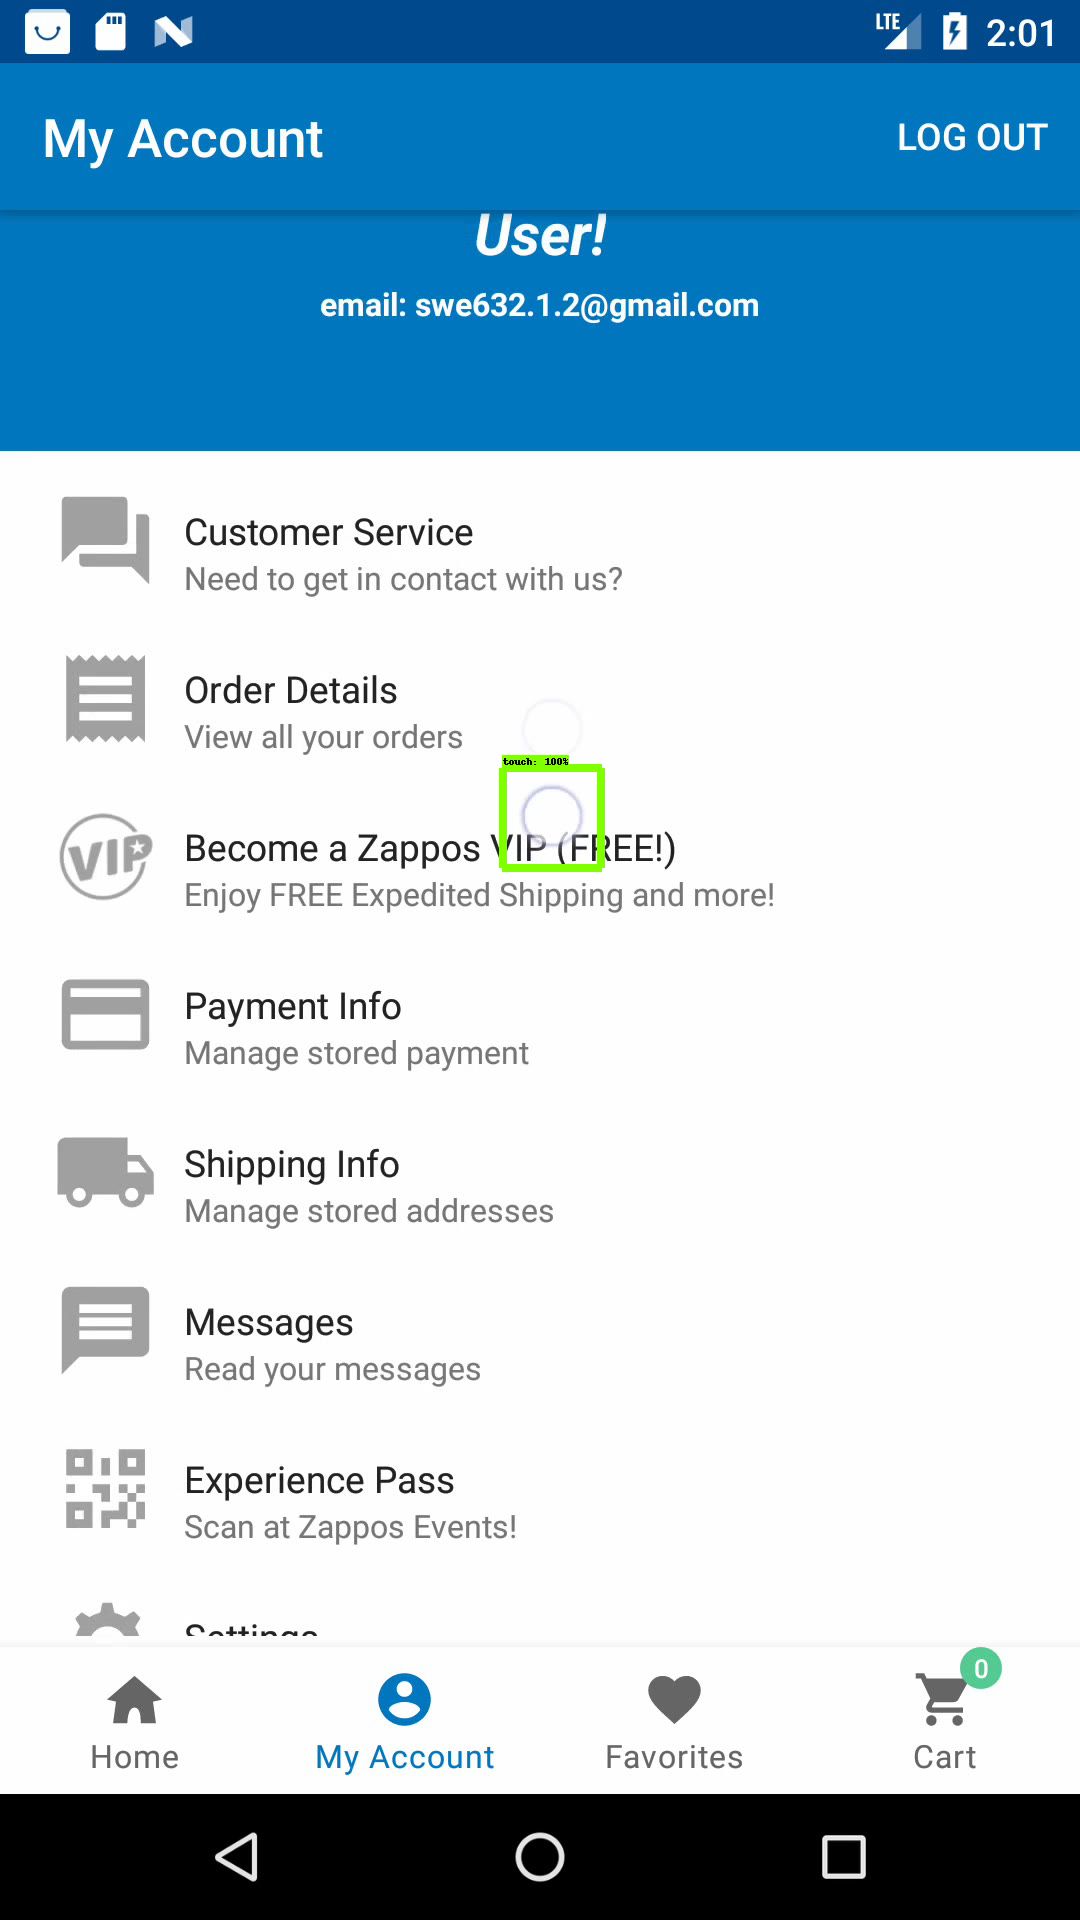 LTE 2:01
My Account LOG OUT
User!
email: swe632.1.2@gmail.com
Customer Service
Need to get in contact with us?
Order Details
View all your orders
touch: 100%
VIP Become a Zappos VIP (FREE!)
Enjoy FREE Expedited Shipping and more!
Payment Info
Manage stored payment
Shipping Info
Manage stored addresses
Messages
Read your messages
Experience Pass
Scan at Zappos Events!
Settings
0
Home My Account Favorites Cart